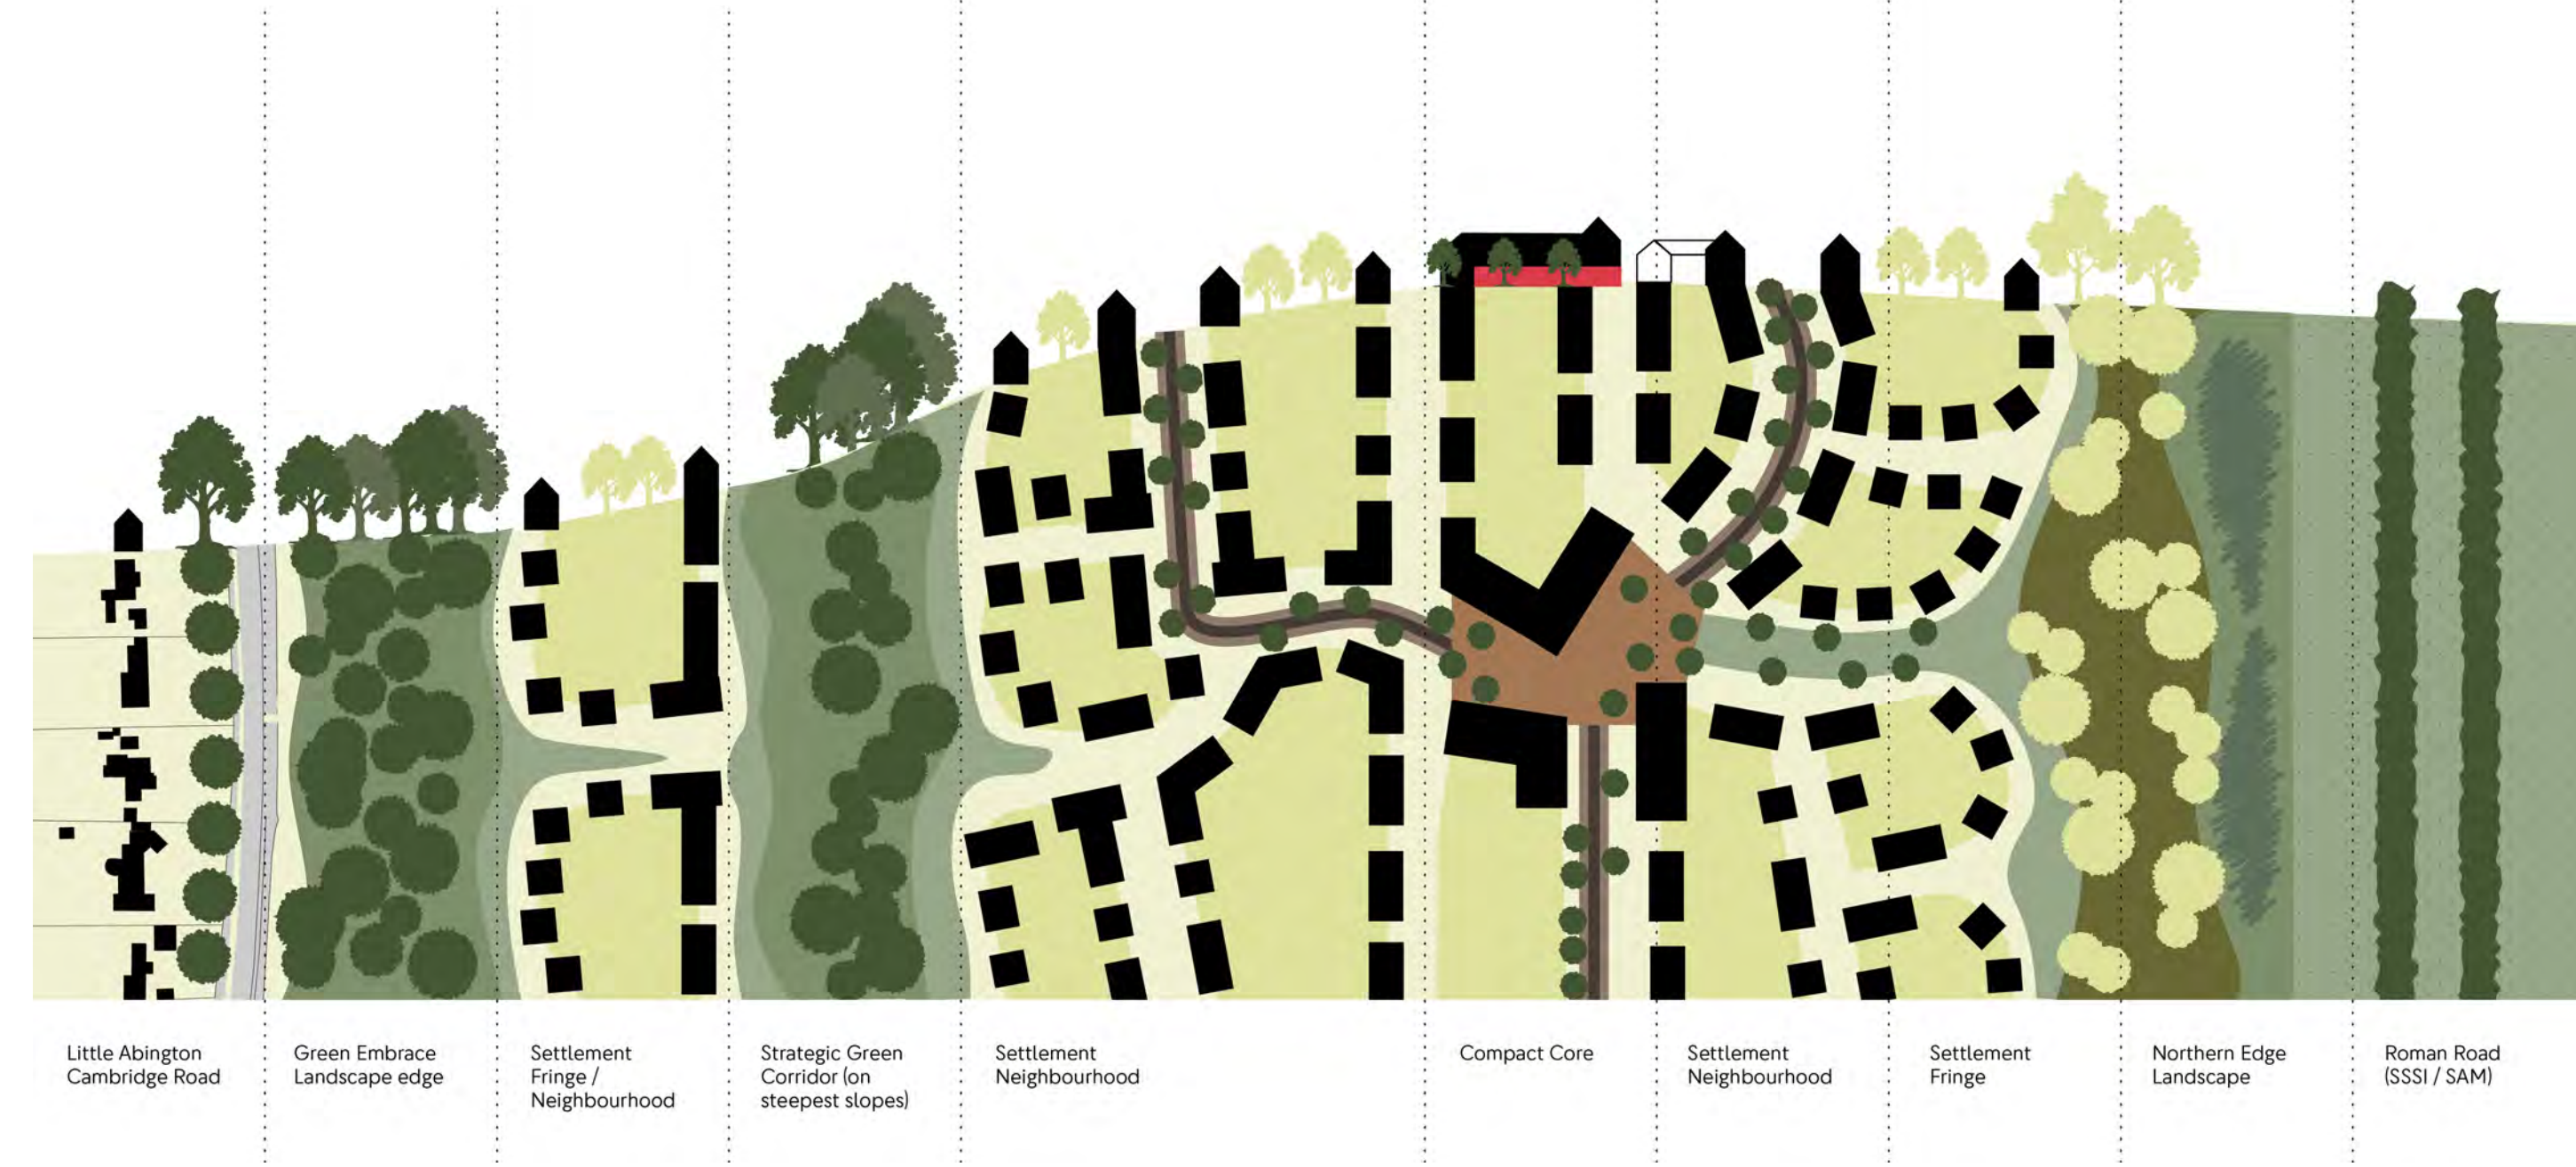 Little Abington
Cambridge Road
Green Embrace
Landscape edge
Settlement
Fringe /
Neighbourhood
Strategic Green
Corridor (on
steepest slopes)
Settlement
Neighbourhood
Compact Core
Settlement
Neighbourhood
Settlement
Fringe
Northern Edge
Landscape
Roman Road
(SSSI / SAM)